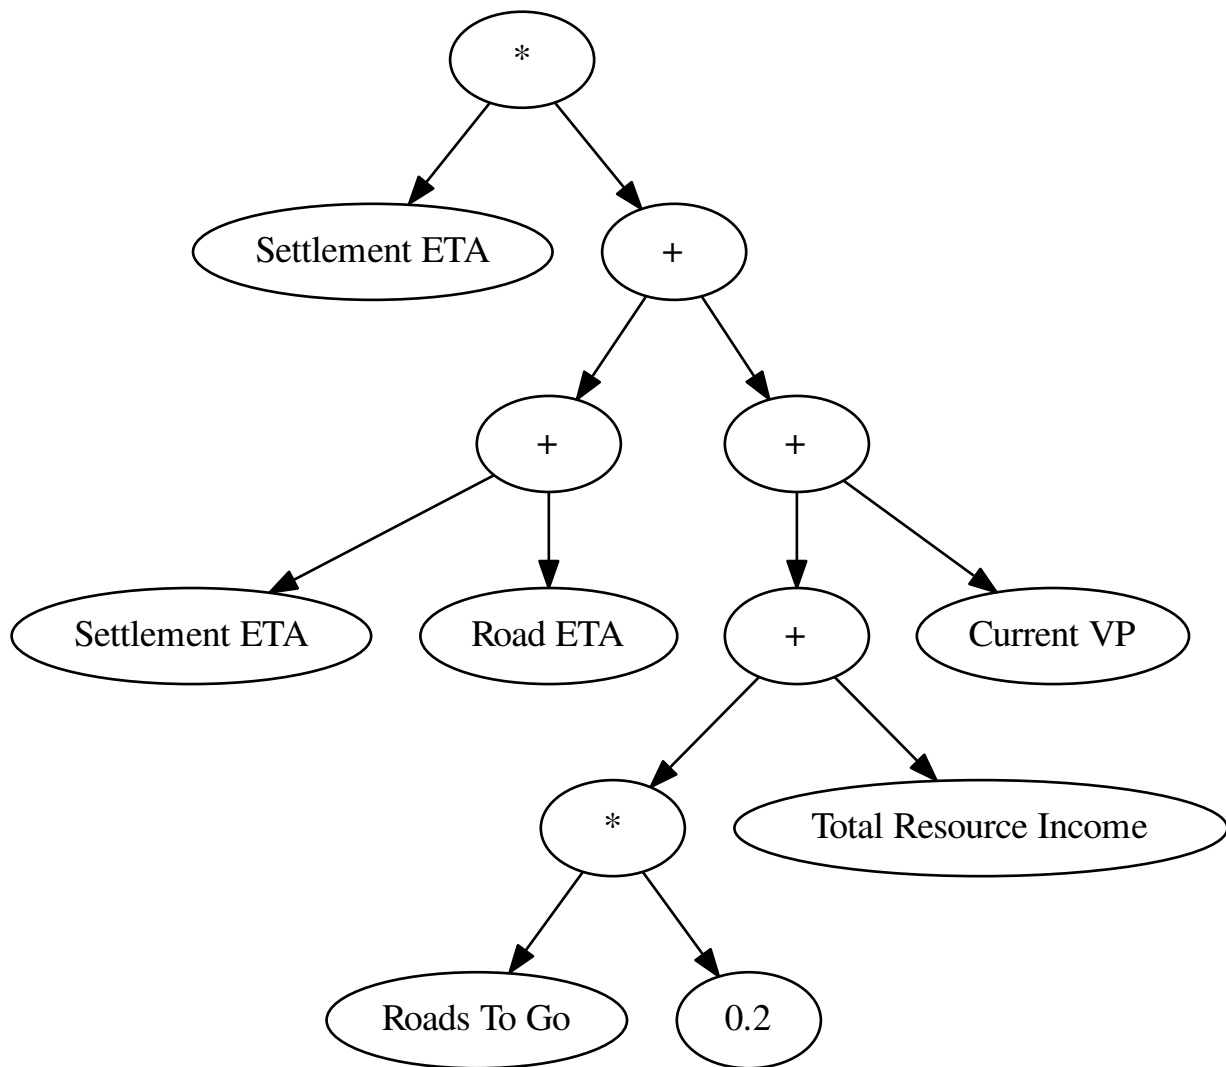 *
Settlement ETA
+
+
+
Settlement ETA
Road ETA
+
Current VP
*
Total Resource Income
Roads To Go
0.2